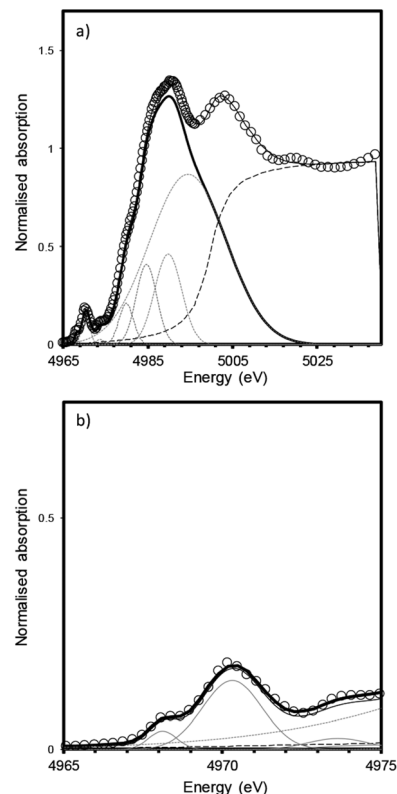 a)
1.5
1
0.5
0
Normalised absorption
4965
4985
5005
5025
Energy (eV)
b)
0.5
0
Normalised absorption
4965
4970
4975
Energy (eV)